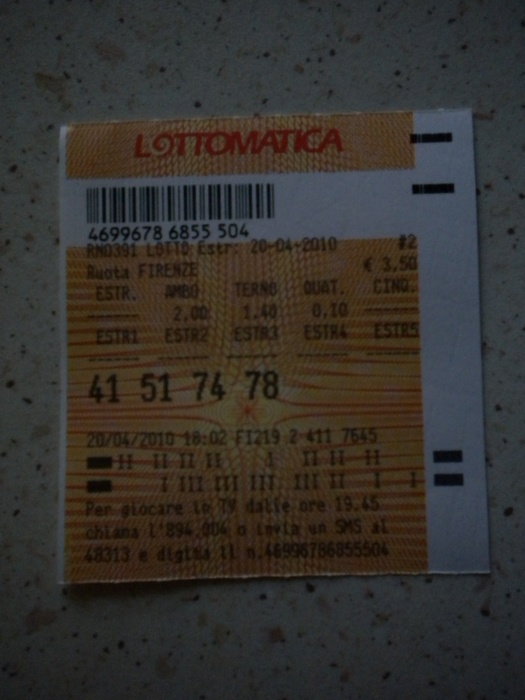 LOTTOMATICA
4699678 6855 504
RN0391 LOTTO Estr: 20-04-2010 #2
Ruota FIRENZE € 3,50
ESTR. AMBO TERNO QUAT. CINQ.
2.00 1.40 0.10
ESTR1 ESTR2 ESTR3 ESTR4 ESTR5
41 51 74 78
20/04/2010 18:02 FI219 2 411 7645
Per giocare in TV dalle ore 19.45
chiama l'894.004 o invia un SMS al
48313 e digita il n.46996786855504